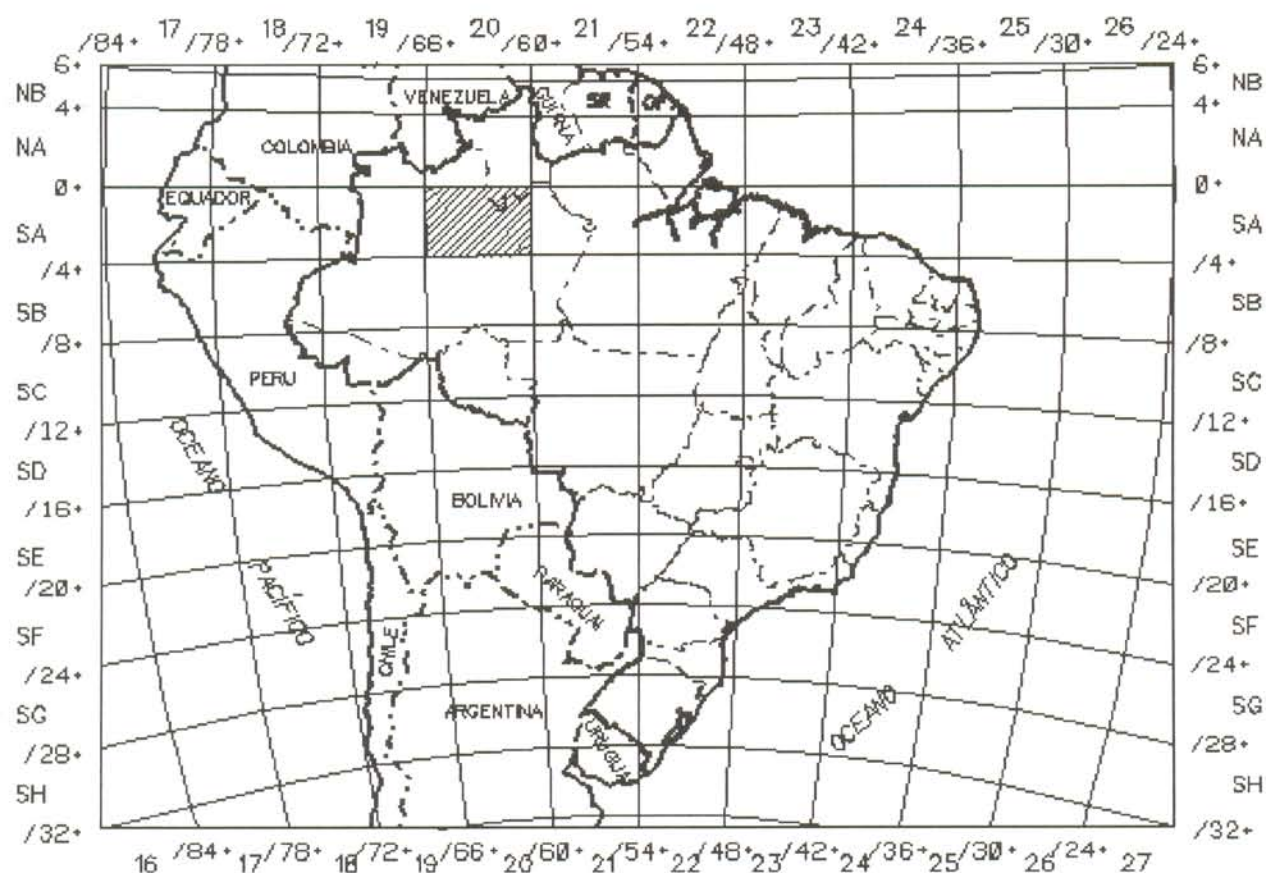 17 18 19 20 21 22 23 24 25 26
/84+ /78+ /72+ /66+ /60+ /54+ /48+ /42+ /36+ /30+ /24+
6+ 6+
NB VENEZUELA GUIANA SR GF NB
4+ 4+
NA COLOMBIA NA
0+ 0+
EQUADOR
SA SA
/4+ /4+
SB SB
/8+ /8+
PERU
SC SC
/12+ /12+
OCEANO
SD SD
BOLIVIA
/16+ /16+
SE SE
PACÍFICO PARAGUAI ATLÂNTICO
/20+ /20+
SF SF
CHILE
/24+ /24+
SG ARGENTINA OCEANO SG
URUGUAI
/28+ /28+
SH SH
/32+ /32+
/84+ /78+ /72+ /66+ /60+ /54+ /48+ /42+ /36+ /30+ /24+
16 17 18 19 20 21 22 23 24 25 26 27